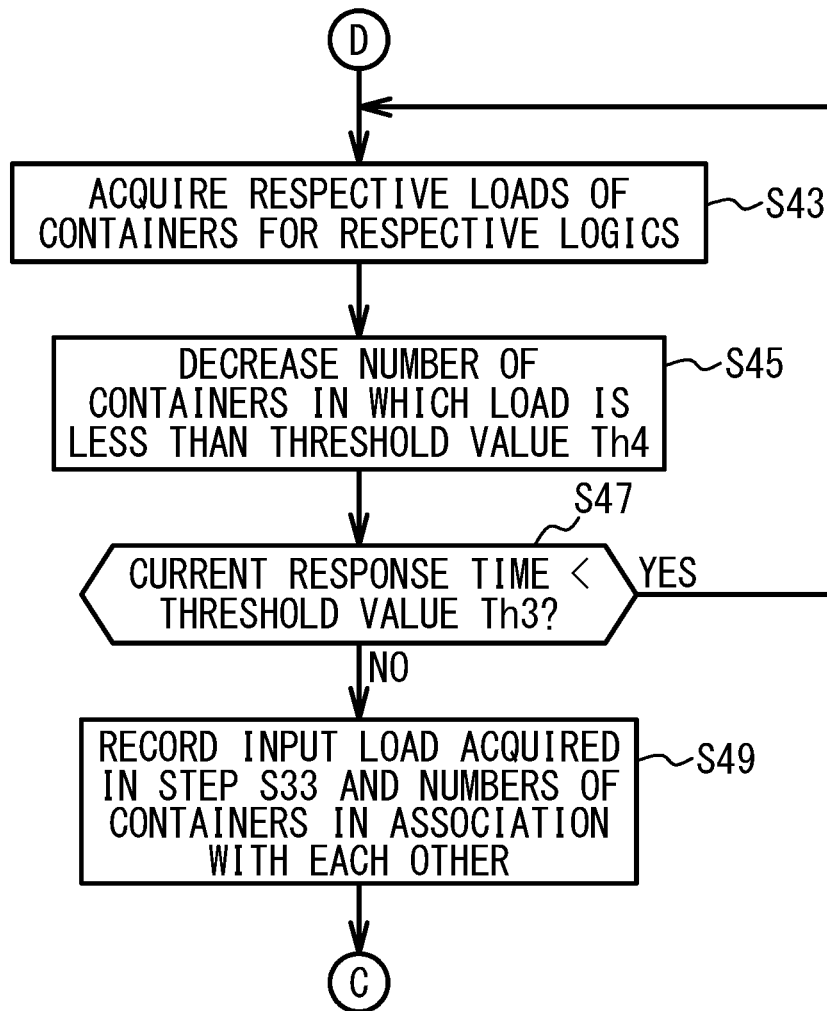 D
ACQUIRE RESPECTIVE LOADS OF
CONTAINERS FOR RESPECTIVE LOGICS
S43
DECREASE NUMBER OF
CONTAINERS IN WHICH LOAD IS
LESS THAN THRESHOLD VALUE Th4
S45
S47
CURRENT RESPONSE TIME <
THRESHOLD VALUE Th3?
YES
NO
RECORD INPUT LOAD ACQUIRED
IN STEP S33 AND NUMBERS OF
CONTAINERS IN ASSOCIATION
WITH EACH OTHER
S49
C